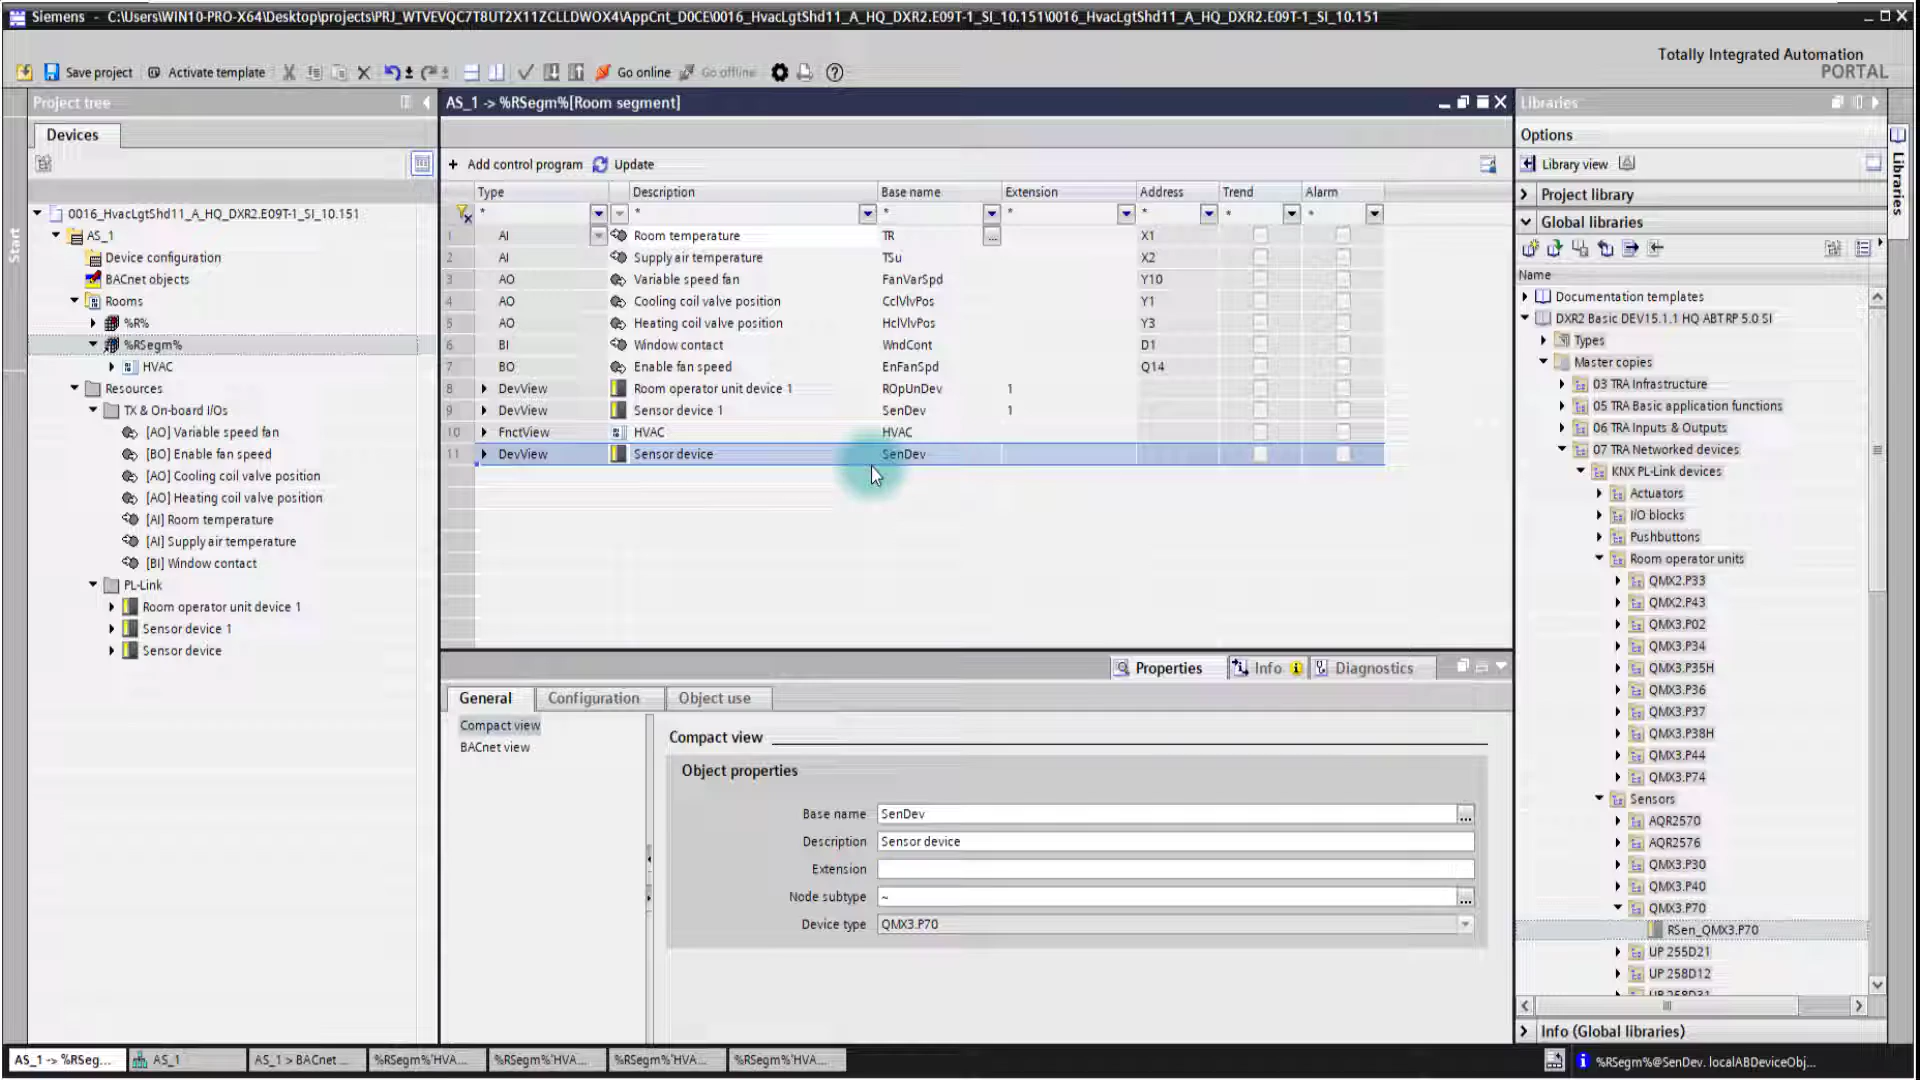 Siemens - C:\Users\WIN10-PRO-X64\Desktop\projects\PRJ_WTVEVQC7T8UT2X11ZCLLDWOX4\AppCnt_D0CE\0016_HvacLgtShd11_A_HQ_DXR2.E09T-1_SI_10.151\0016_HvacLgtShd11_A_HQ_DXR2.E09T-1_SI_10.151
Totally Integrated Automation
PORTAL
Save project Activate template Go online Go offline
Project tree
AS_1 -> %RSegm%[Room segment]
Libraries
Devices
Options
Add control program Update
Library view
Type Description Base name Extension Address Trend Alarm
Project library
* * * * * * *
Global libraries
1 AI Room temperature TR ... X1
2 AI Supply air temperature TSu X2
3 AO Variable speed fan FanVarSpd Y10
4 AO Cooling coil valve position CclVlvPos Y1
5 AO Heating coil valve position HclVlvPos Y3
6 BI Window contact WndCont D1
7 BO Enable fan speed EnFanSpd Q14
8 DevView Room operator unit device 1 ROpUnDev 1
9 DevView Sensor device 1 SenDev 1
10 FnctView HVAC HVAC
11 DevView Sensor device SenDev
Start
0016_HvacLgtShd11_A_HQ_DXR2.E09T-1_SI_10.151
AS_1
Device configuration
BACnet objects
Rooms
%R%
%RSegm%
HVAC
Resources
TX & On-board I/Os
[AO] Variable speed fan
[BO] Enable fan speed
[AO] Cooling coil valve position
[AO] Heating coil valve position
[AI] Room temperature
[AI] Supply air temperature
[BI] Window contact
PL-Link
Room operator unit device 1
Sensor device 1
Sensor device
Properties Info Diagnostics
General Configuration Object use
Compact view
BACnet view
Compact view
Object properties
Base name SenDev ...
Description Sensor device
Extension
Node subtype ~ ...
Device type QMX3.P70
Name
Documentation templates
DXR2 Basic DEV15.1.1 HQ ABT RP 5.0 SI
Types
Master copies
03 TRA Infrastructure
05 TRA Basic application functions
06 TRA Inputs & Outputs
07 TRA Networked devices
KNX PL-Link devices
Actuators
I/O blocks
Pushbuttons
Room operator units
QMX2.P33
QMX2.P43
QMX3.P02
QMX3.P34
QMX3.P35H
QMX3.P36
QMX3.P37
QMX3.P38H
QMX3.P44
QMX3.P74
Sensors
AQR2570
AQR2576
QMX3.P30
QMX3.P40
QMX3.P70
RSen_QMX3.P70
UP 255D21
UP 258D12
UP 258D31
Info (Global libraries)
Libraries
AS_1 -> %RSeg... AS_1 AS_1 > BACnet ... %RSegm%'HVA... %RSegm%'HVA... %RSegm%'HVA... %RSegm%'HVA...
%RSegm%@SenDev. localABDeviceObj...